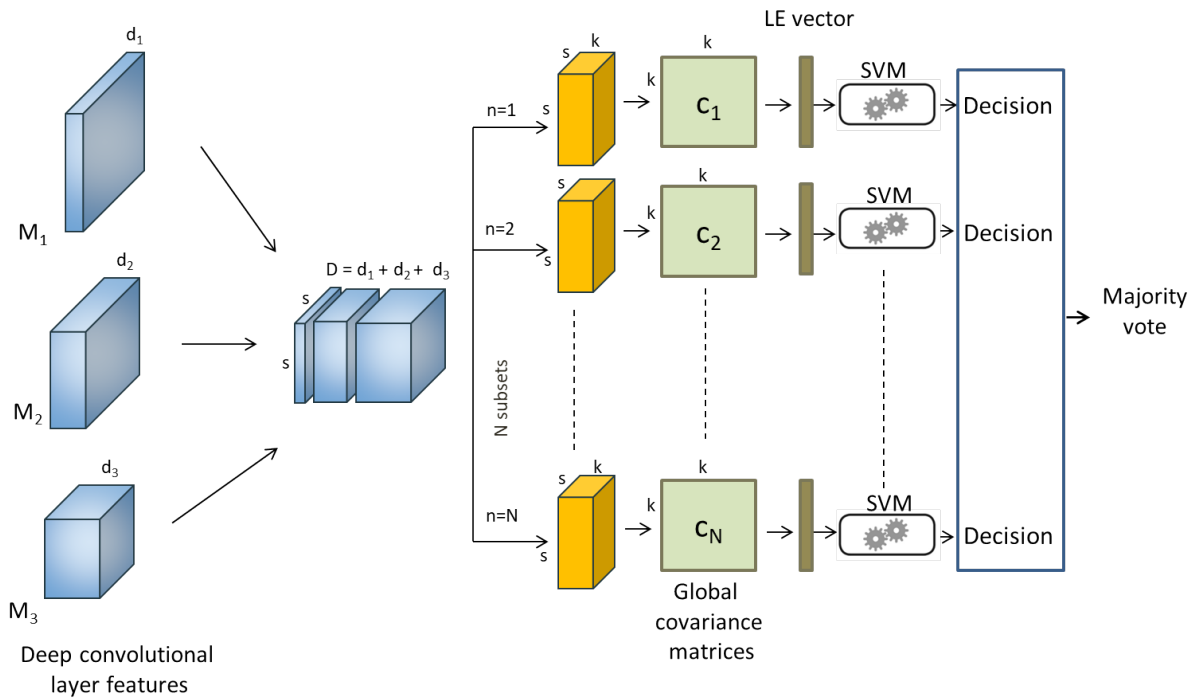 d1
M1
d2
M2
d3
M3
Deep convolutional
layer features
D = d1 + d2 + d3
s
s
N subsets
LE vector
n=1
s
k
s
k
k
C1
SVM
Decision
n=2
s
s
k
k
C2
SVM
Decision
n=N
s
k
s
k
k
CN
SVM
Decision
Global
covariance
matrices
Majority
vote